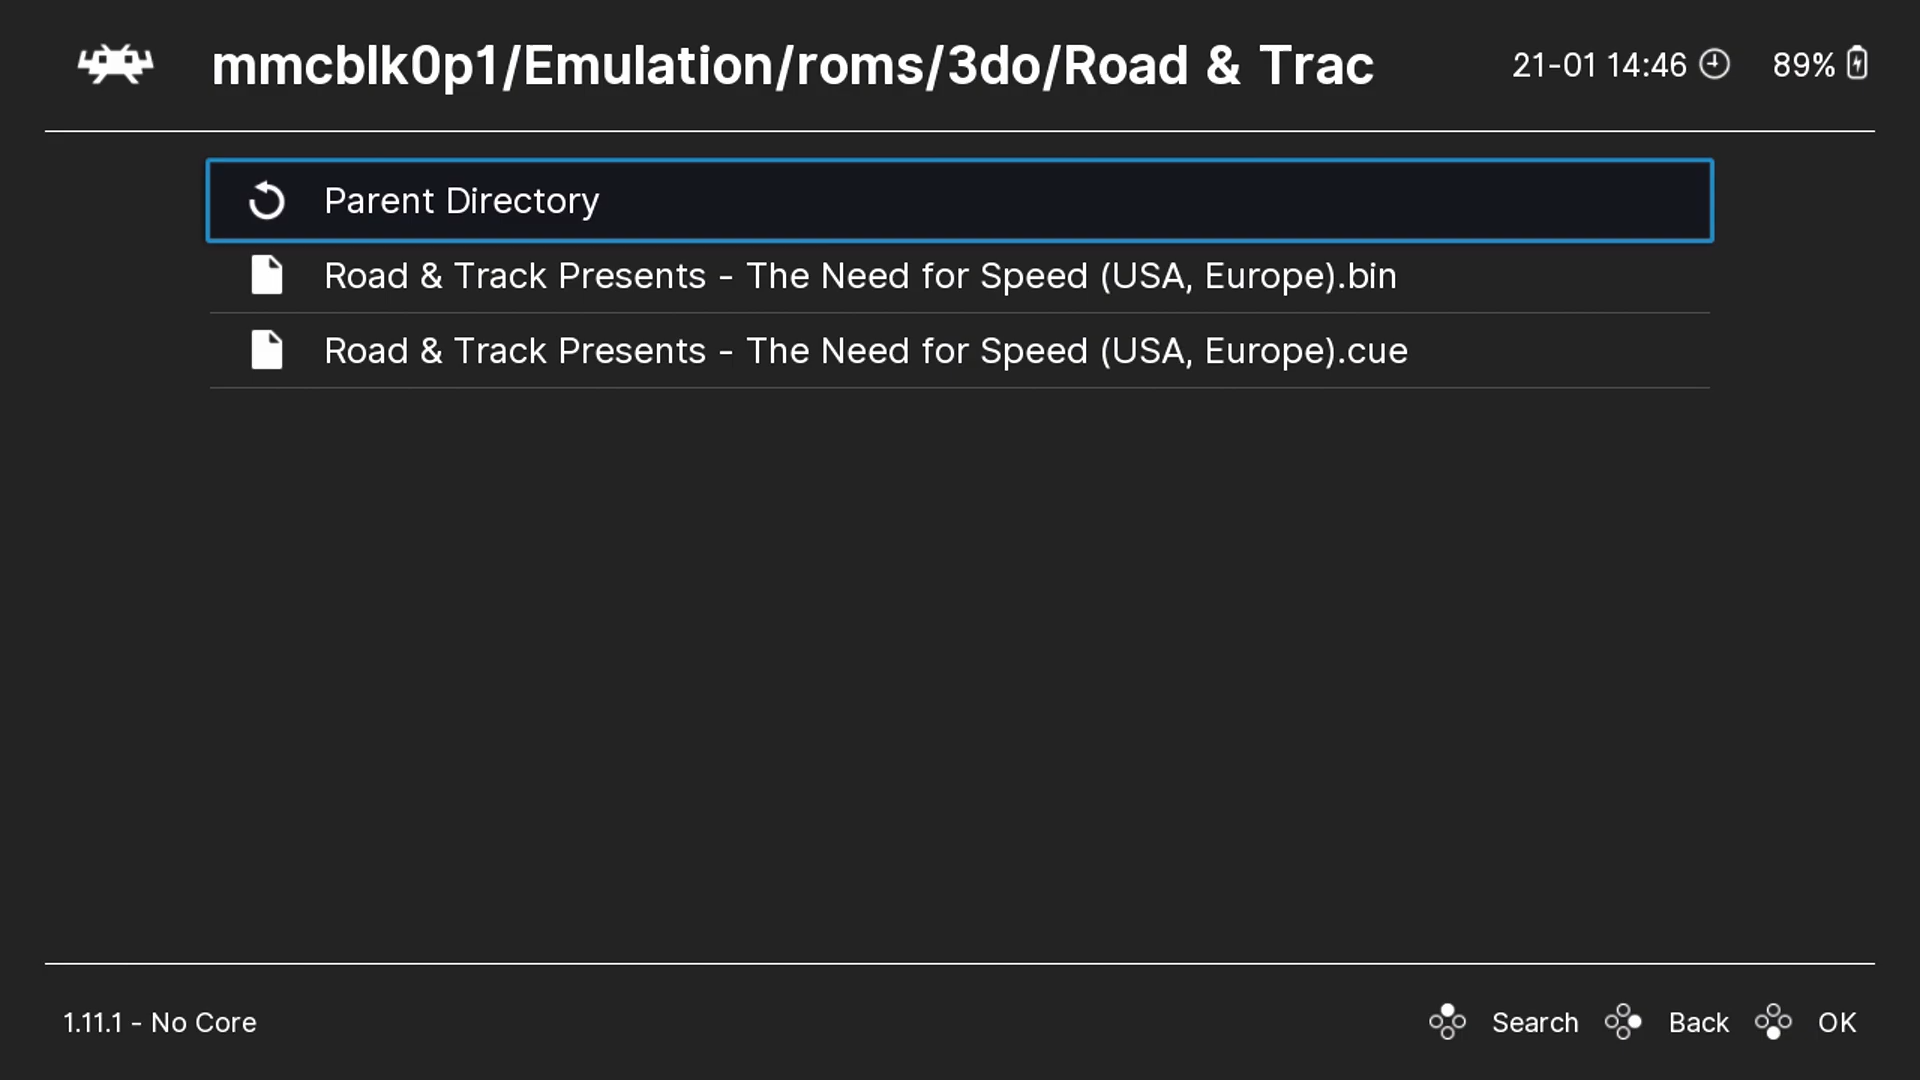 mmcblk0p1/Emulation/roms/3do/Road & Trac
21-01 14:46
89%
Parent Directory
Road & Track Presents - The Need for Speed (USA, Europe).bin
Road & Track Presents - The Need for Speed (USA, Europe).cue
1.11.1 - No Core
Search
Back
OK